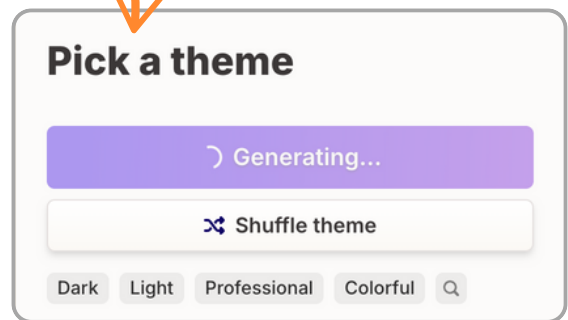 Pick a theme
Generating...
Shuffle theme
Dark Light Professional Colorful